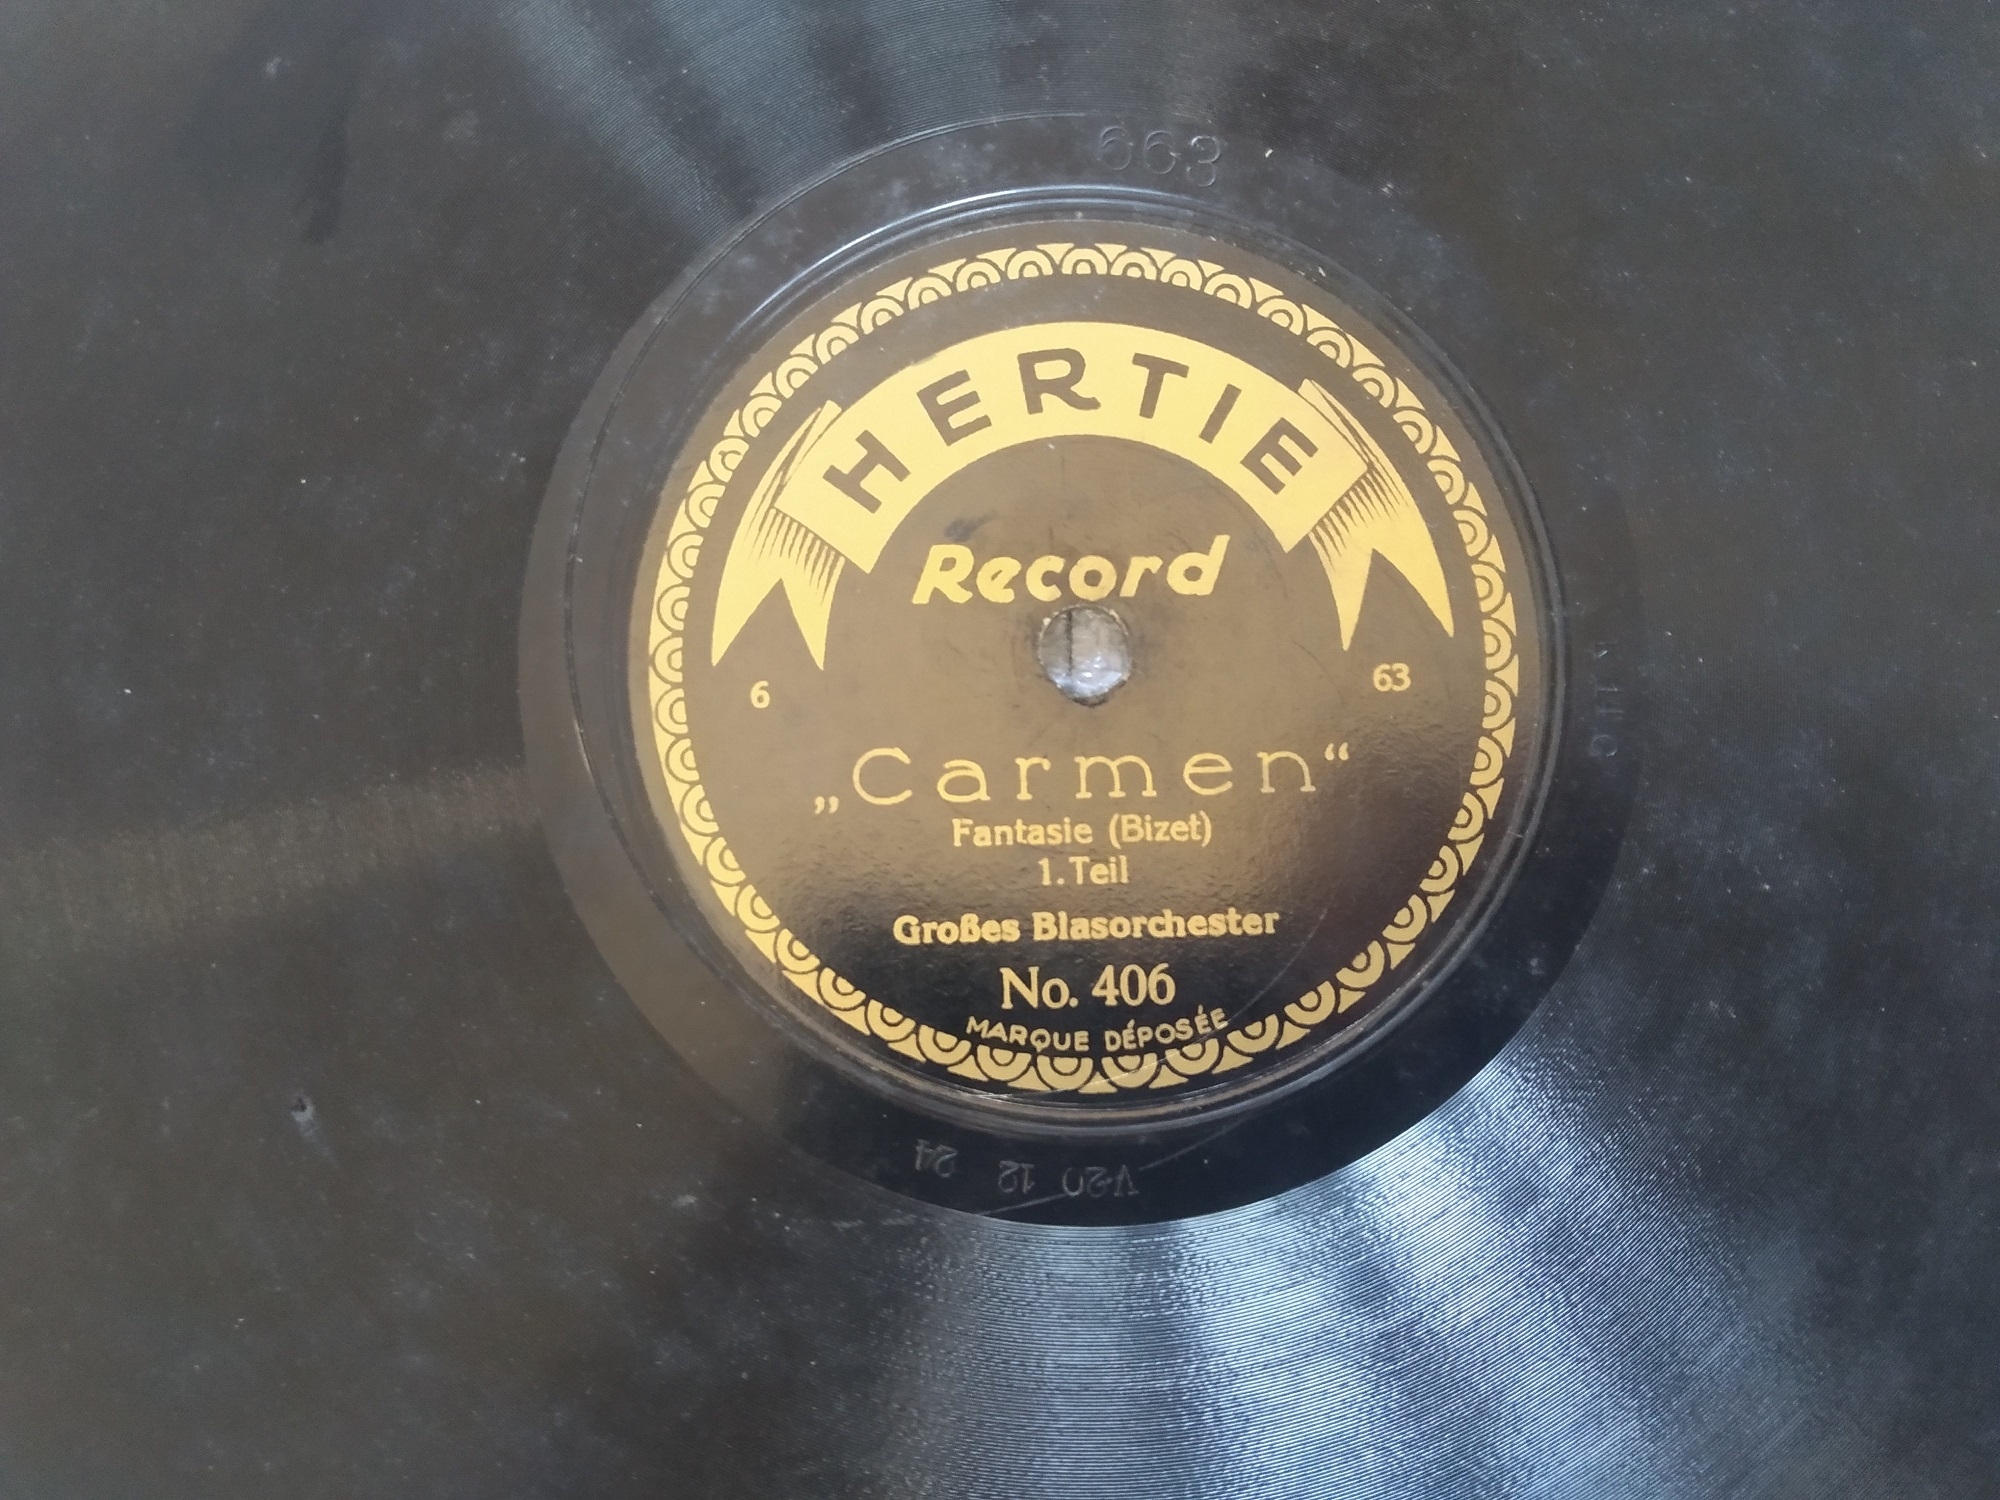 663
HERTIE
Record
6 63
„Carmen“
Fantasie (Bizet)
1. Teil
Großes Blasorchester
No. 406
MARQUE DÉPOSÉE
V20 12 24